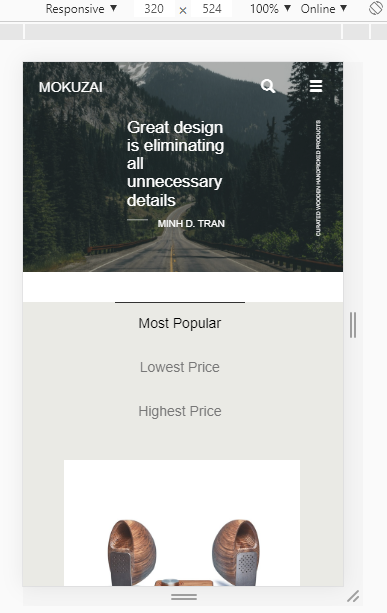 Responsive ▼ 320 × 524 100% ▼ Online ▼
MOKUZAI
Great design
is eliminating
all
unnecessary
details
MINH D. TRAN
CURATED WOODEN HANDPICKED PRODUCTS
Most Popular
Lowest Price
Highest Price